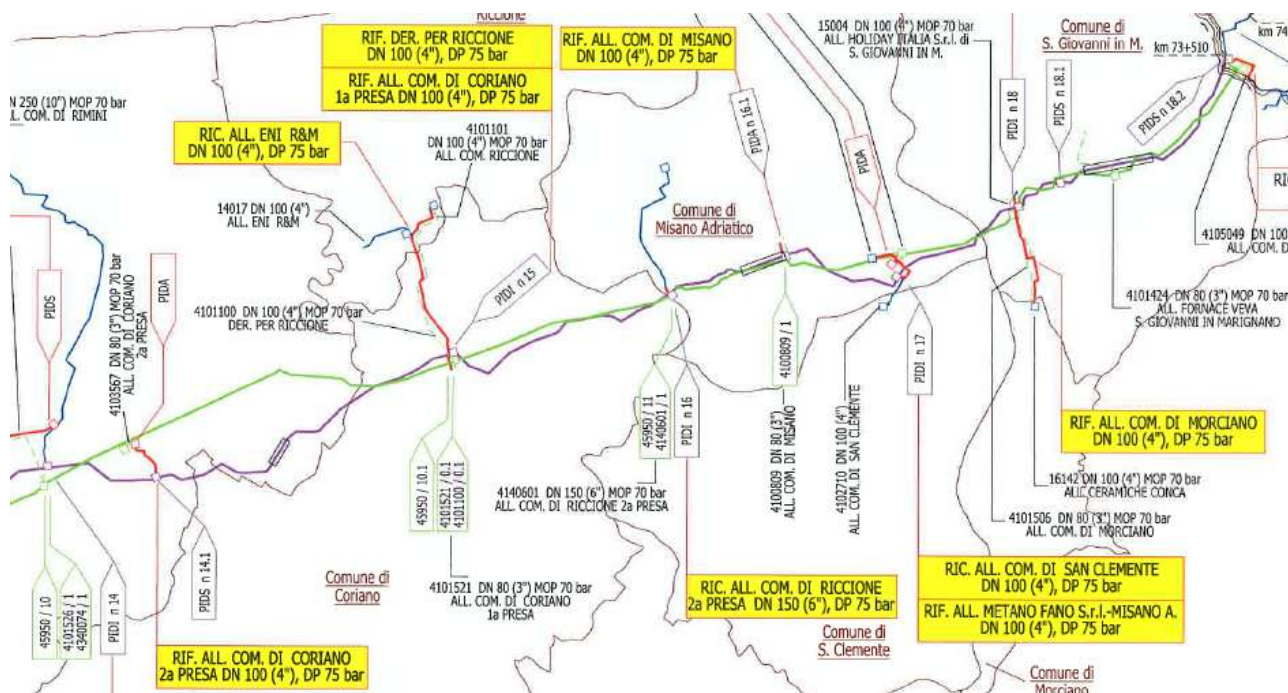 Riccione
RIF. DER. PER RICCIONE
DN 100 (4"), DP 75 bar
RIF. ALL. COM. DI CORIANO
1a PRESA DN 100 (4"), DP 75 bar
RIF. ALL. COM. DI MISANO
DN 100 (4"), DP 75 bar
15004 DN 100 (4") MOP 70 bar
ALL. HOLIDAY ITALIA S.r.l. di
S. GIOVANNI IN M.
Comune di
S. Giovanni in M.
km 73+510
km 74
N 250 (10") MOP 70 bar
L. COM. DI RIMINI
RIC. ALL. ENI R&M
DN 100 (4"), DP 75 bar
4101101
DN 100 (4") MOP 70 bar
ALL. COM. RICCIONE
PIDA n 16.1
PIDA
PIDI n 18
PIDS n 18.1
PIDS n 18.2
RI
14017 DN 100 (4")
ALL. ENI R&M
Comune di
Misano Adriatico
4105049 DN 100
ALL. COM. D
PIDS
4103567 DN 80 (3") MOP 70 bar
ALL. COM. DI CORIANO
2a PRESA
PIDA
PIDI n 15
4101100 DN 100 (4") MOP 70 bar
DER. PER RICCIONE
4101424 DN 80 (3") MOP 70 bar
ALL. FORNACE VEVA
S. GIOVANNI IN MARIGNANO
4100809 / 1
PIDI n 17
45950 / 11
4140601 / 1
PIDI n 16
RIF. ALL. COM. DI MORCIANO
DN 100 (4"), DP 75 bar
4100809 DN 80 (3")
ALL. COM. DI MISANO
4102710 DN 100 (4")
ALL. COM. DI SAN CLEMENTE
45950 / 10.1
4101521 / 0.1
4101100 / 0.1
4140601 DN 150 (6") MOP 70 bar
ALL. COM. DI RICCIONE 2a PRESA
16142 DN 100 (4") MOP 70 bar
ALL. CERAMICHE CONCA
4101506 DN 80 (3") MOP 70 bar
ALL. COM. DI MORCIANO
45950 / 10
4101526 / 1
4340074 / 1
PIDI n 14
PIDS n 14.1
Comune di
Coriano
4101521 DN 80 (3") MOP 70 bar
ALL. COM. DI CORIANO
1a PRESA
RIC. ALL. COM. DI RICCIONE
2a PRESA DN 150 (6"), DP 75 bar
RIC. ALL. COM. DI SAN CLEMENTE
DN 100 (4"), DP 75 bar
RIF. ALL. METANO FANO S.r.l.-MISANO A.
DN 100 (4"), DP 75 bar
Comune di
S. Clemente
RIF. ALL. COM. DI CORIANO
2a PRESA DN 100 (4"), DP 75 bar
Comune di
Morciano